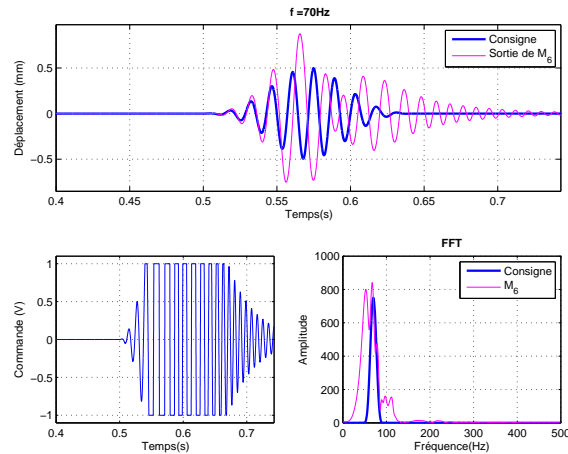 f =70Hz
Déplacement (mm)
0.5
0
−0.5
Consigne
Sortie de M6
0.4 0.45 0.5 0.55 0.6 0.65 0.7
Temps(s)
Commande (V)
1
0.5
0
−0.5
−1
0.4 0.5 0.6 0.7
Temps(s)
FFT
Amplitude
1000
800
600
400
200
0
Consigne
M6
0 100 200 300 400 500
Fréquence(Hz)